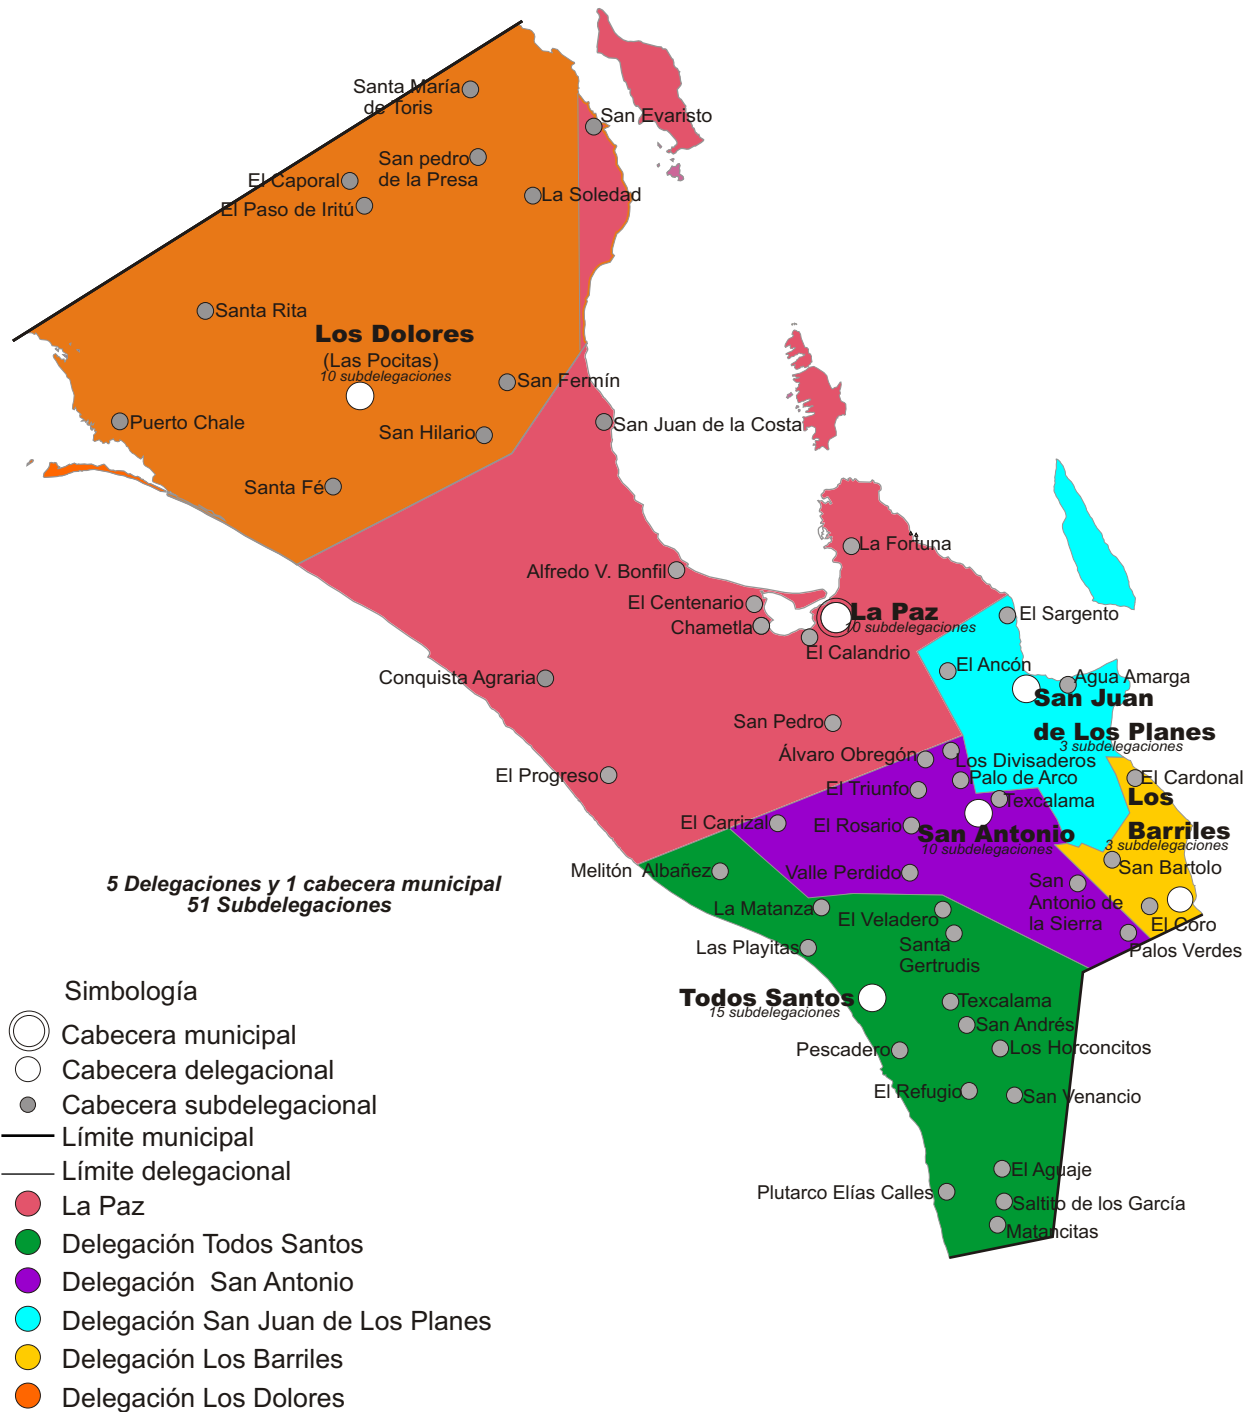 Santa María
de Toris
San Evaristo
San pedro
de la Presa
El Caporal
La Soledad
El Paso de Iritú
Santa Rita
Los Dolores
(Las Pocitas)
10 subdelegaciones
San Fermín
Puerto Chale
San Hilario
San Juan de la Costa
Santa Fé
La Fortuna
Alfredo V. Bonfil
El Centenario
La Paz
10 subdelegaciones
Chametla
El Calandrio
El Sargento
El Ancón
Agua Amarga
Conquista Agraria
San Juan
de Los Planes
3 subdelegaciones
San Pedro
Álvaro Obregón
Los Divisaderos
El Progreso
Palo de Arco
El Cardonal
El Triunfo
Texcalama
Los
Barriles
3 subdelegaciones
El Carrizal
El Rosario
San Antonio
10 subdelegaciones
San Bartolo
Melitón Albañez
Valle Perdido
San
Antonio de
la Sierra
5 Delegaciones y 1 cabecera municipal
51 Subdelegaciones
La Matanza
El Veladero
El Coro
Las Playitas
Santa
Gertrudis
Palos Verdes
Todos Santos
15 subdelegaciones
Texcalama
San Andrés
Pescadero
Los Horconcitos
El Refugio
San Venancio
El Aguaje
Plutarco Elías Calles
Saltito de los García
Matancitas
Simbología
Cabecera municipal
Cabecera delegacional
Cabecera subdelegacional
Límite municipal
Límite delegacional
La Paz
Delegación Todos Santos
Delegación San Antonio
Delegación San Juan de Los Planes
Delegación Los Barriles
Delegación Los Dolores